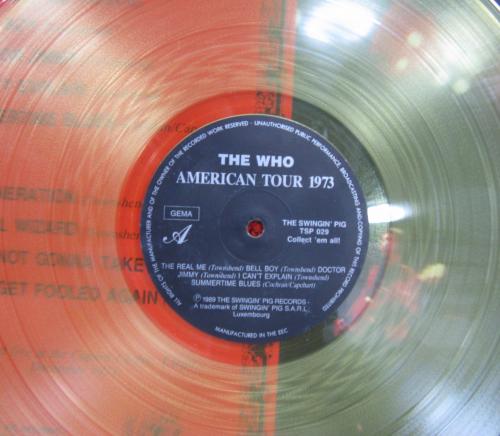 ALL RIGHTS OF THE MANUFACTURER AND OF THE OWNER OF THE RECORDED WORK RESERVED · UNAUTHORISED PUBLIC PERFORMANCE, BROADCASTING AND COPYING OF THE RECORD PROHIBITED
THE WHO
AMERICAN TOUR 1973
GEMA
A
THE SWINGIN' PIG
TSP 029
Collect 'em all!
THE REAL ME (Townshend) BELL BOY (Townshend) DOCTOR
JIMMY (Townshend) I CAN'T EXPLAIN (Townshend)
SUMMERTIME BLUES (Cochran/Capehart)
℗ 1989 THE SWINGIN' PIG RECORDS ·
A trademark of SWINGIN' PIG S.A.R.L.
Luxembourg
MANUFACTURED IN THE EEC
WIZARD
NOT GONNA TAKE
GET FOOLED AGAIN